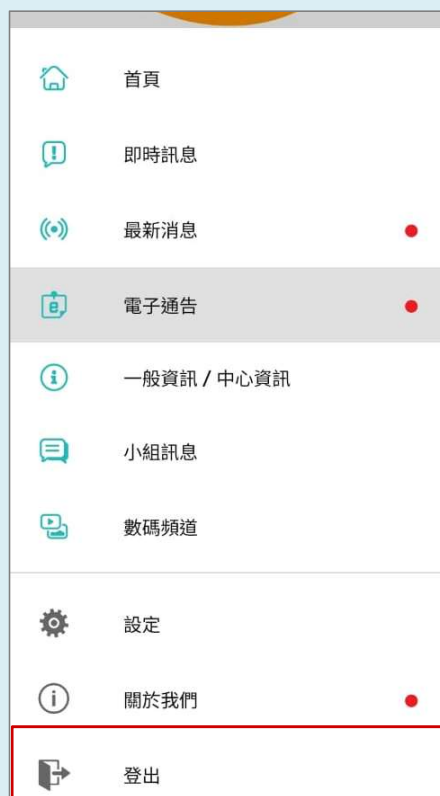 首頁
即時訊息
最新消息
電子通告
一般資訊 / 中心資訊
小組訊息
數碼頻道
設定
關於我們
登出